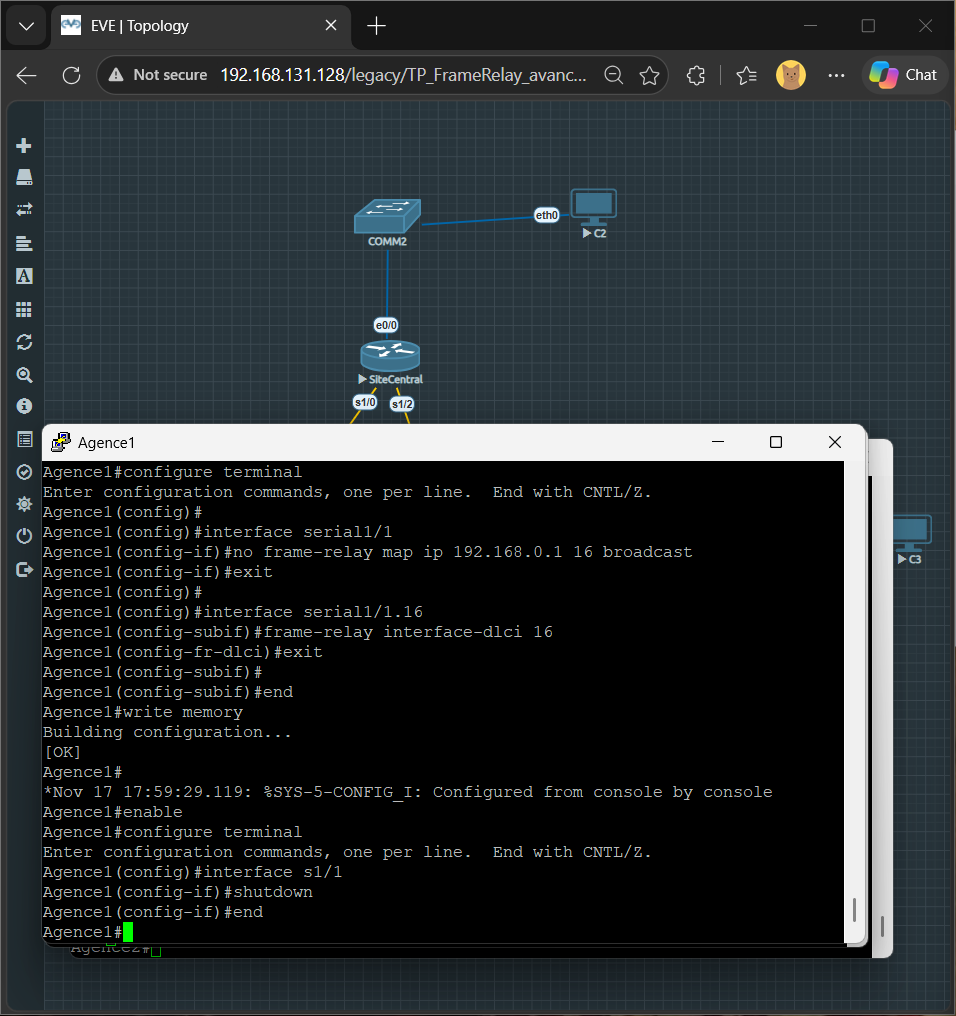 EVE | Topology
Not secure 192.168.131.128/legacy/TP_FrameRelay_avanc...
Chat
eth0
COMM2
C2
e0/0
SiteCentral
s1/0 s1/2
C3
Agence1
Agence1#configure terminal
Enter configuration commands, one per line.  End with CNTL/Z.
Agence1(config)#
Agence1(config)#interface serial1/1
Agence1(config-if)#no frame-relay map ip 192.168.0.1 16 broadcast
Agence1(config-if)#exit
Agence1(config)#
Agence1(config)#interface serial1/1.16
Agence1(config-subif)#frame-relay interface-dlci 16
Agence1(config-fr-dlci)#exit
Agence1(config-subif)#
Agence1(config-subif)#end
Agence1#write memory
Building configuration...
[OK]
Agence1#
*Nov 17 17:59:29.119: %SYS-5-CONFIG_I: Configured from console by console
Agence1#enable
Agence1#configure terminal
Enter configuration commands, one per line.  End with CNTL/Z.
Agence1(config)#interface s1/1
Agence1(config-if)#shutdown
Agence1(config-if)#end
Agence1#
Agence2#